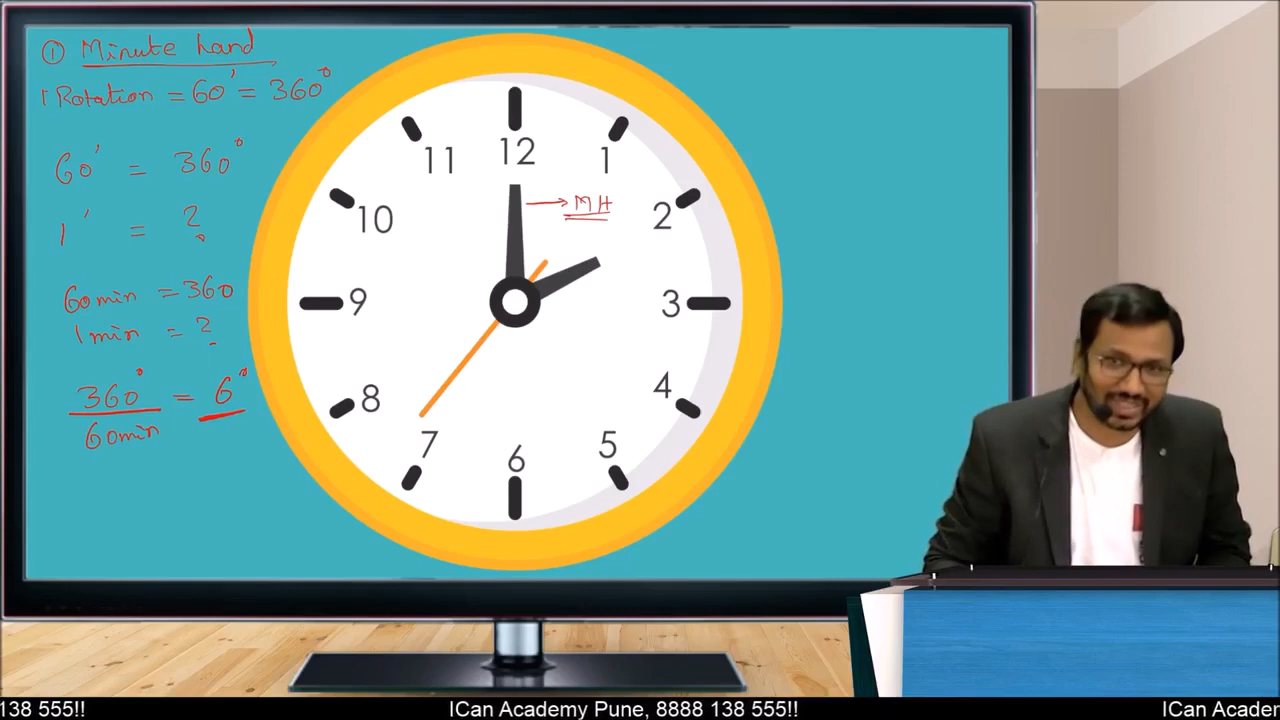 ① Minute hand
1 Rotation = 60' = 360°
60' = 360°
1' = ?
60min = 360
1min = ?
360° = 6°
60min
12
11
1
10
2
→ MH
9
3
8
4
7
5
6
138 555!!
ICan Academy Pune, 8888 138 555!!
ICan Academ